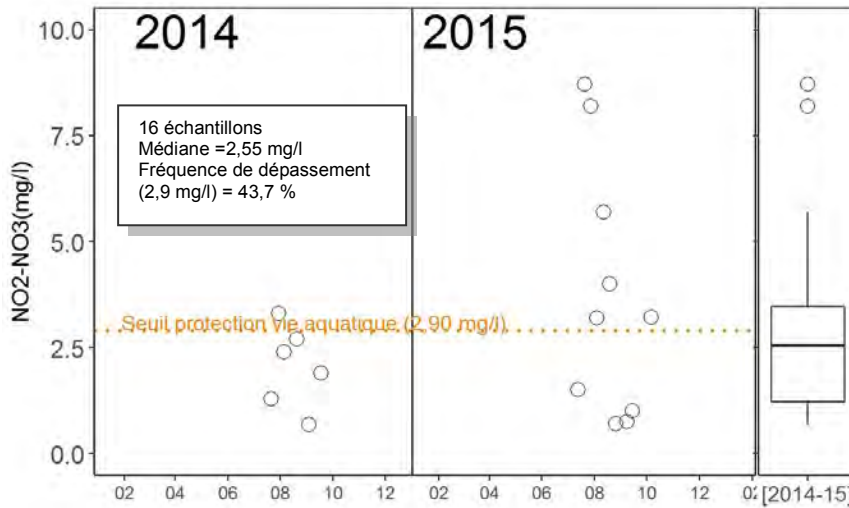 2014
2015
16 échantillons
Médiane =2,55 mg/l
Fréquence de dépassement
(2,9 mg/l) = 43,7 %
NO2-NO3(mg/l)
10.0
7.5
5.0
2.5
0.0
Seuil protection vie aquatique (2,90 mg/l)
02 04 06 08 10 12 02 04 06 08 10 12 02 [2014-15]